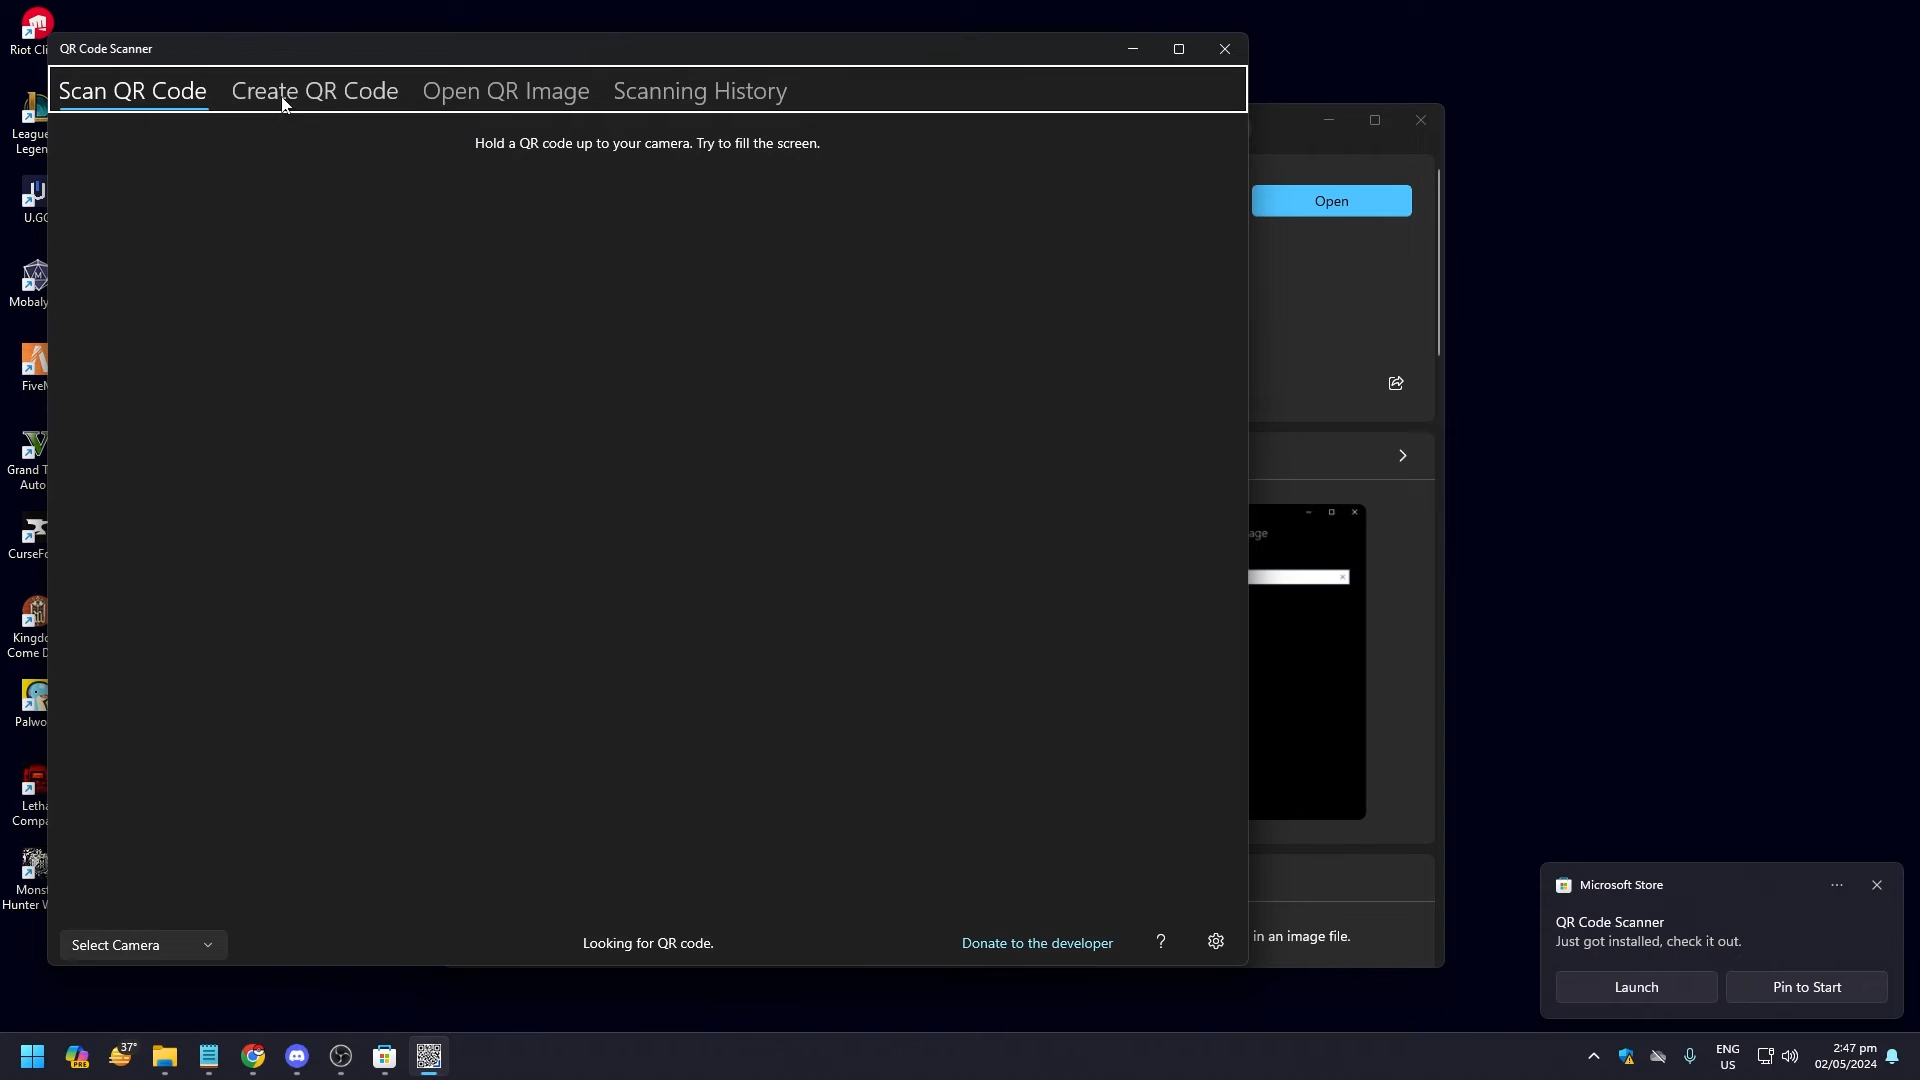 Riot Cli
League
Legen
U.GG
Mobaly
FiveM
Grand T
Auto
CurseFo
Kingdo
Come D
Palwo
Letha
Compa
Monst
Hunter W
QR Code Scanner
Scan QR Code Create QR Code Open QR Image Scanning History
Hold a QR code up to your camera. Try to fill the screen.
Select Camera
Looking for QR code.
Donate to the developer
?
Open
age
in an image file.
Microsoft Store
QR Code Scanner
Just got installed, check it out.
Launch
Pin to Start
PRE
37°
ENG
US
2:47 pm
02/05/2024